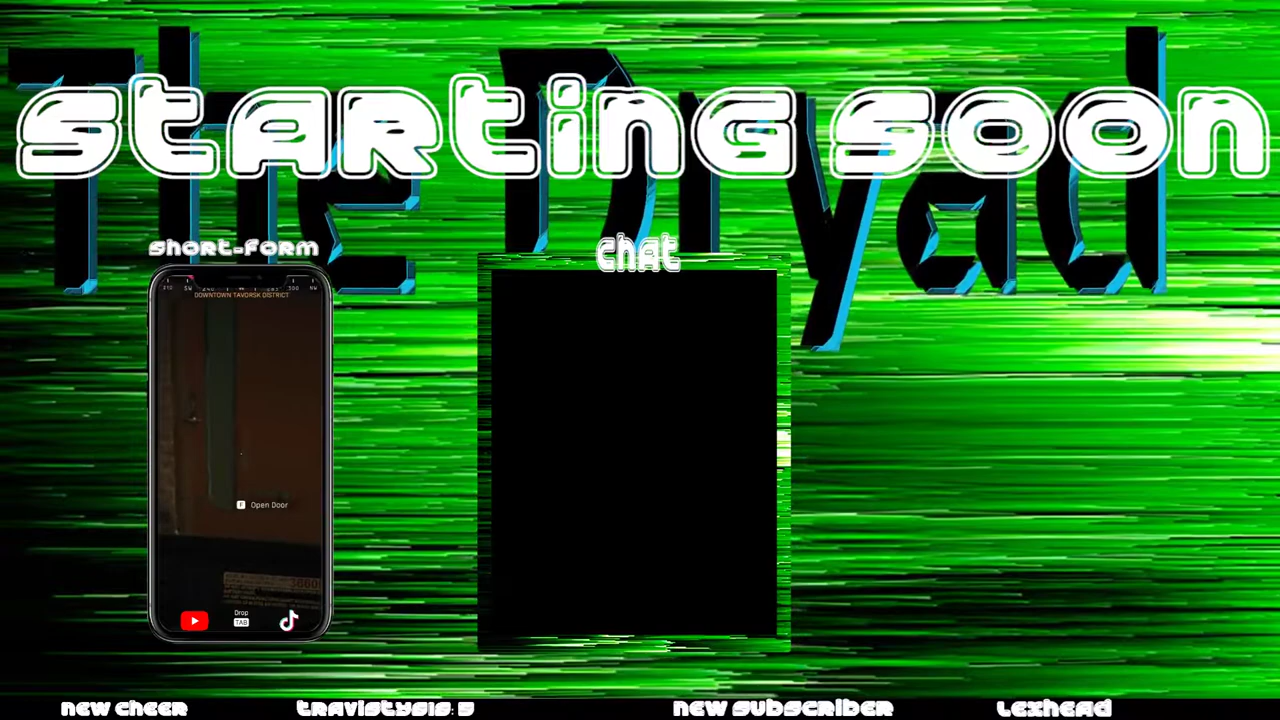 The Dryad
Starting Soon
Short-Form
chat
DOWNTOWN TAVORSK DISTRICT
F Open Door
Drop
TAB
New Cheer
travistysis: 5
New Subscriber
Lexhead